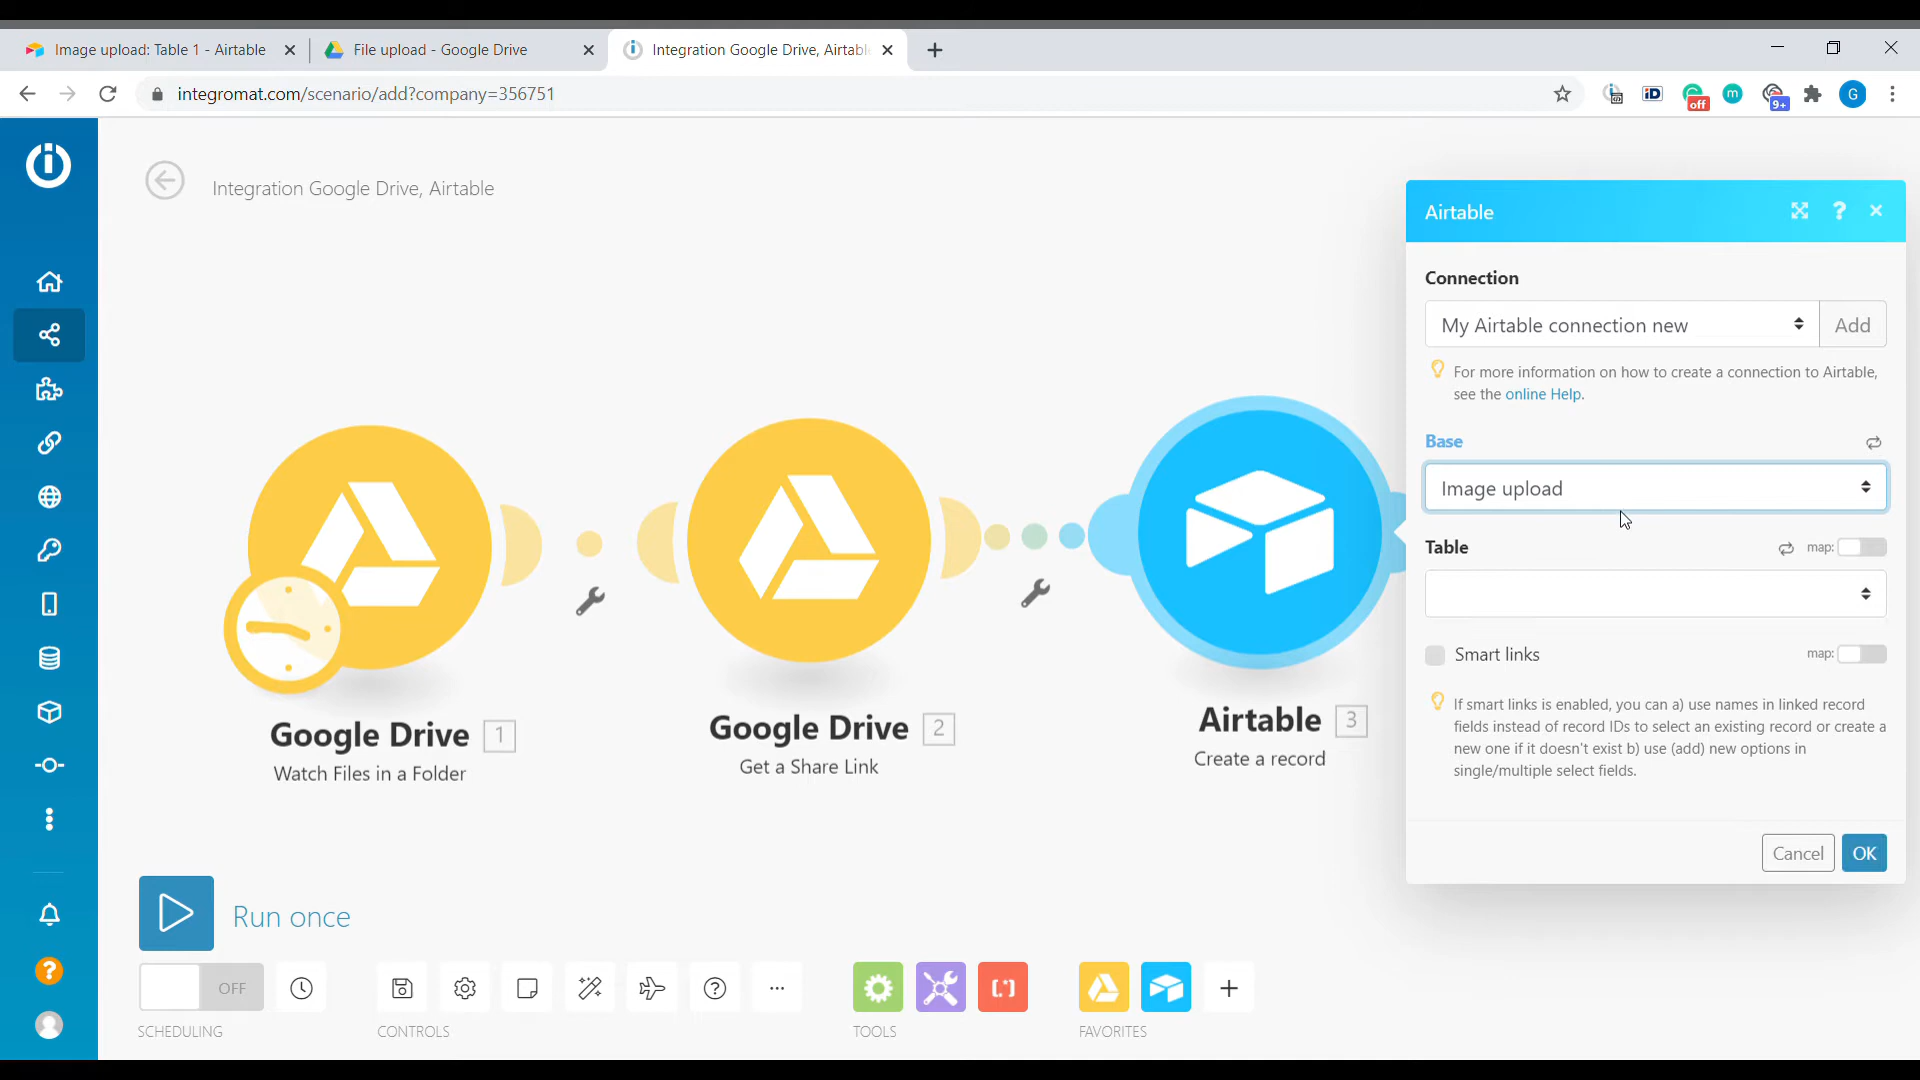 Image upload: Table 1 - Airtable
File upload - Google Drive
Integration Google Drive, Airtabl
integromat.com/scenario/add?company=356751
iD
off
m
9+
G
Integration Google Drive, Airtable
Airtable
?
Connection
My Airtable connection new
Add
For more information on how to create a connection to Airtable,
see the online Help.
Base
Image upload
Table
map:
Smart links
map:
If smart links is enabled, you can a) use names in linked record
fields instead of record IDs to select an existing record or create a
new one if it doesn't exist b) use (add) new options in
single/multiple select fields.
Cancel
OK
Google Drive 1
Watch Files in a Folder
Google Drive 2
Get a Share Link
Airtable 3
Create a record
Run once
OFF
SCHEDULING
CONTROLS
TOOLS
FAVORITES